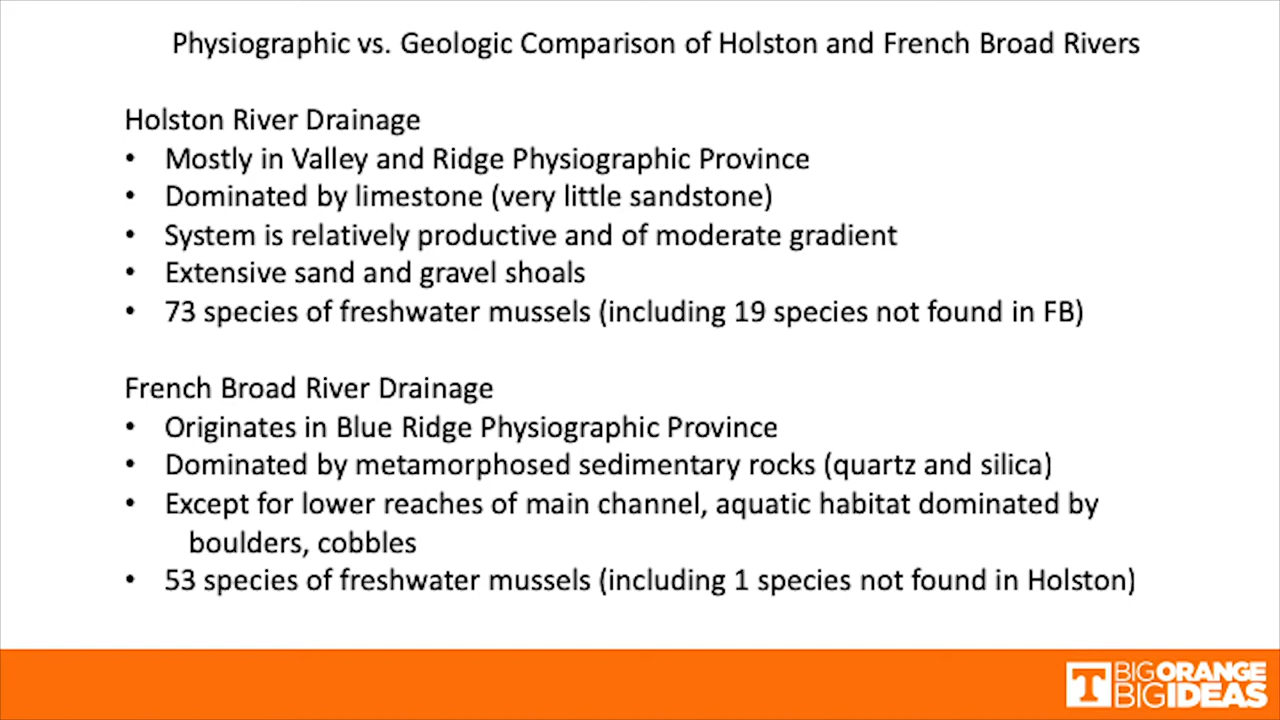 Physiographic vs. Geologic Comparison of Holston and French Broad Rivers
Holston River Drainage
• Mostly in Valley and Ridge Physiographic Province
• Dominated by limestone (very little sandstone)
• System is relatively productive and of moderate gradient
• Extensive sand and gravel shoals
• 73 species of freshwater mussels (including 19 species not found in FB)
French Broad River Drainage
• Originates in Blue Ridge Physiographic Province
• Dominated by metamorphosed sedimentary rocks (quartz and silica)
• Except for lower reaches of main channel, aquatic habitat dominated by
boulders, cobbles
• 53 species of freshwater mussels (including 1 species not found in Holston)
T BIG ORANGE
BIG IDEAS